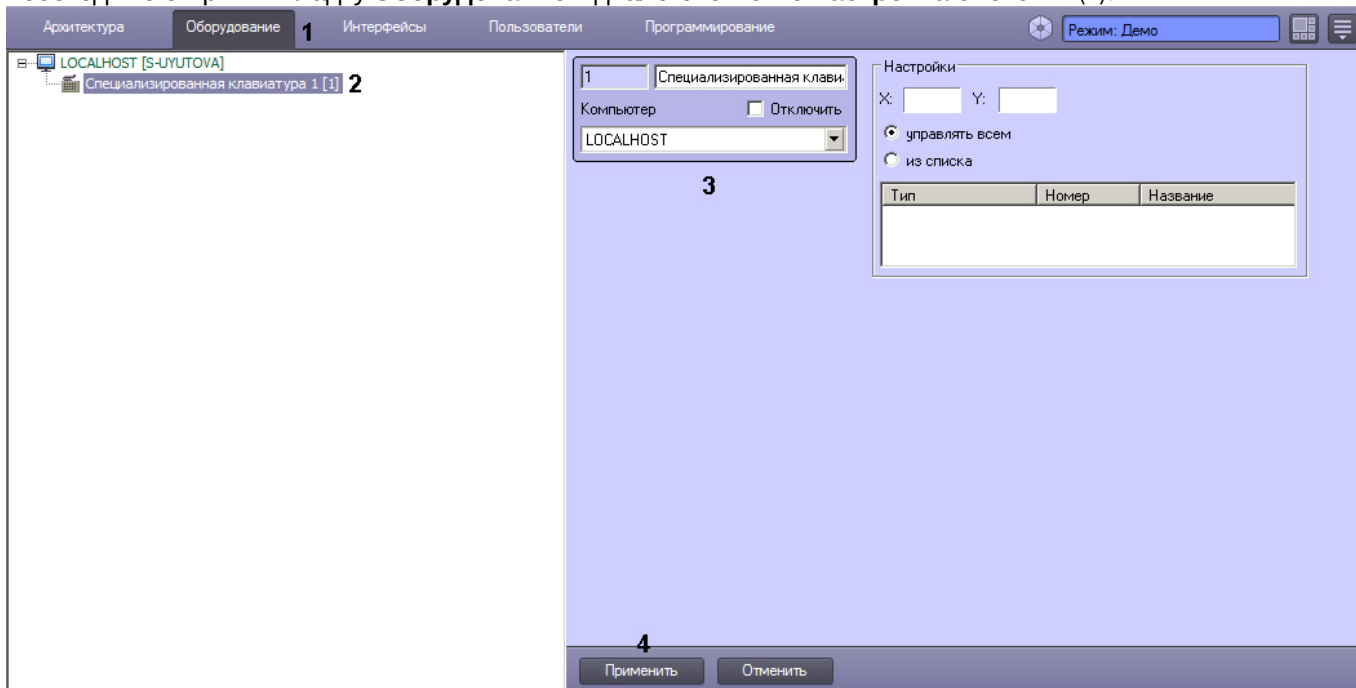 Архитектура Оборудование 1 Интерфейсы Пользователи Программирование Режим: Демо
LOCALHOST [S-UYUTOVA]
Специализированная клавиатура 1 [1] 2
1 Специализированная клави
Компьютер Отключить
LOCALHOST
3
Настройки
X: Y:
управлять всем
из списка
Тип Номер Название
4
Применить Отменить